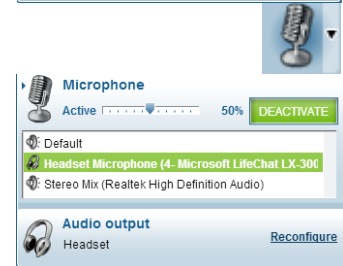 Microphone
Active 50% DEACTIVATE
Default
Headset Microphone (4- Microsoft LifeChat LX-300
Stereo Mix (Realtek High Definition Audio)
Audio output
Headset Reconfigure